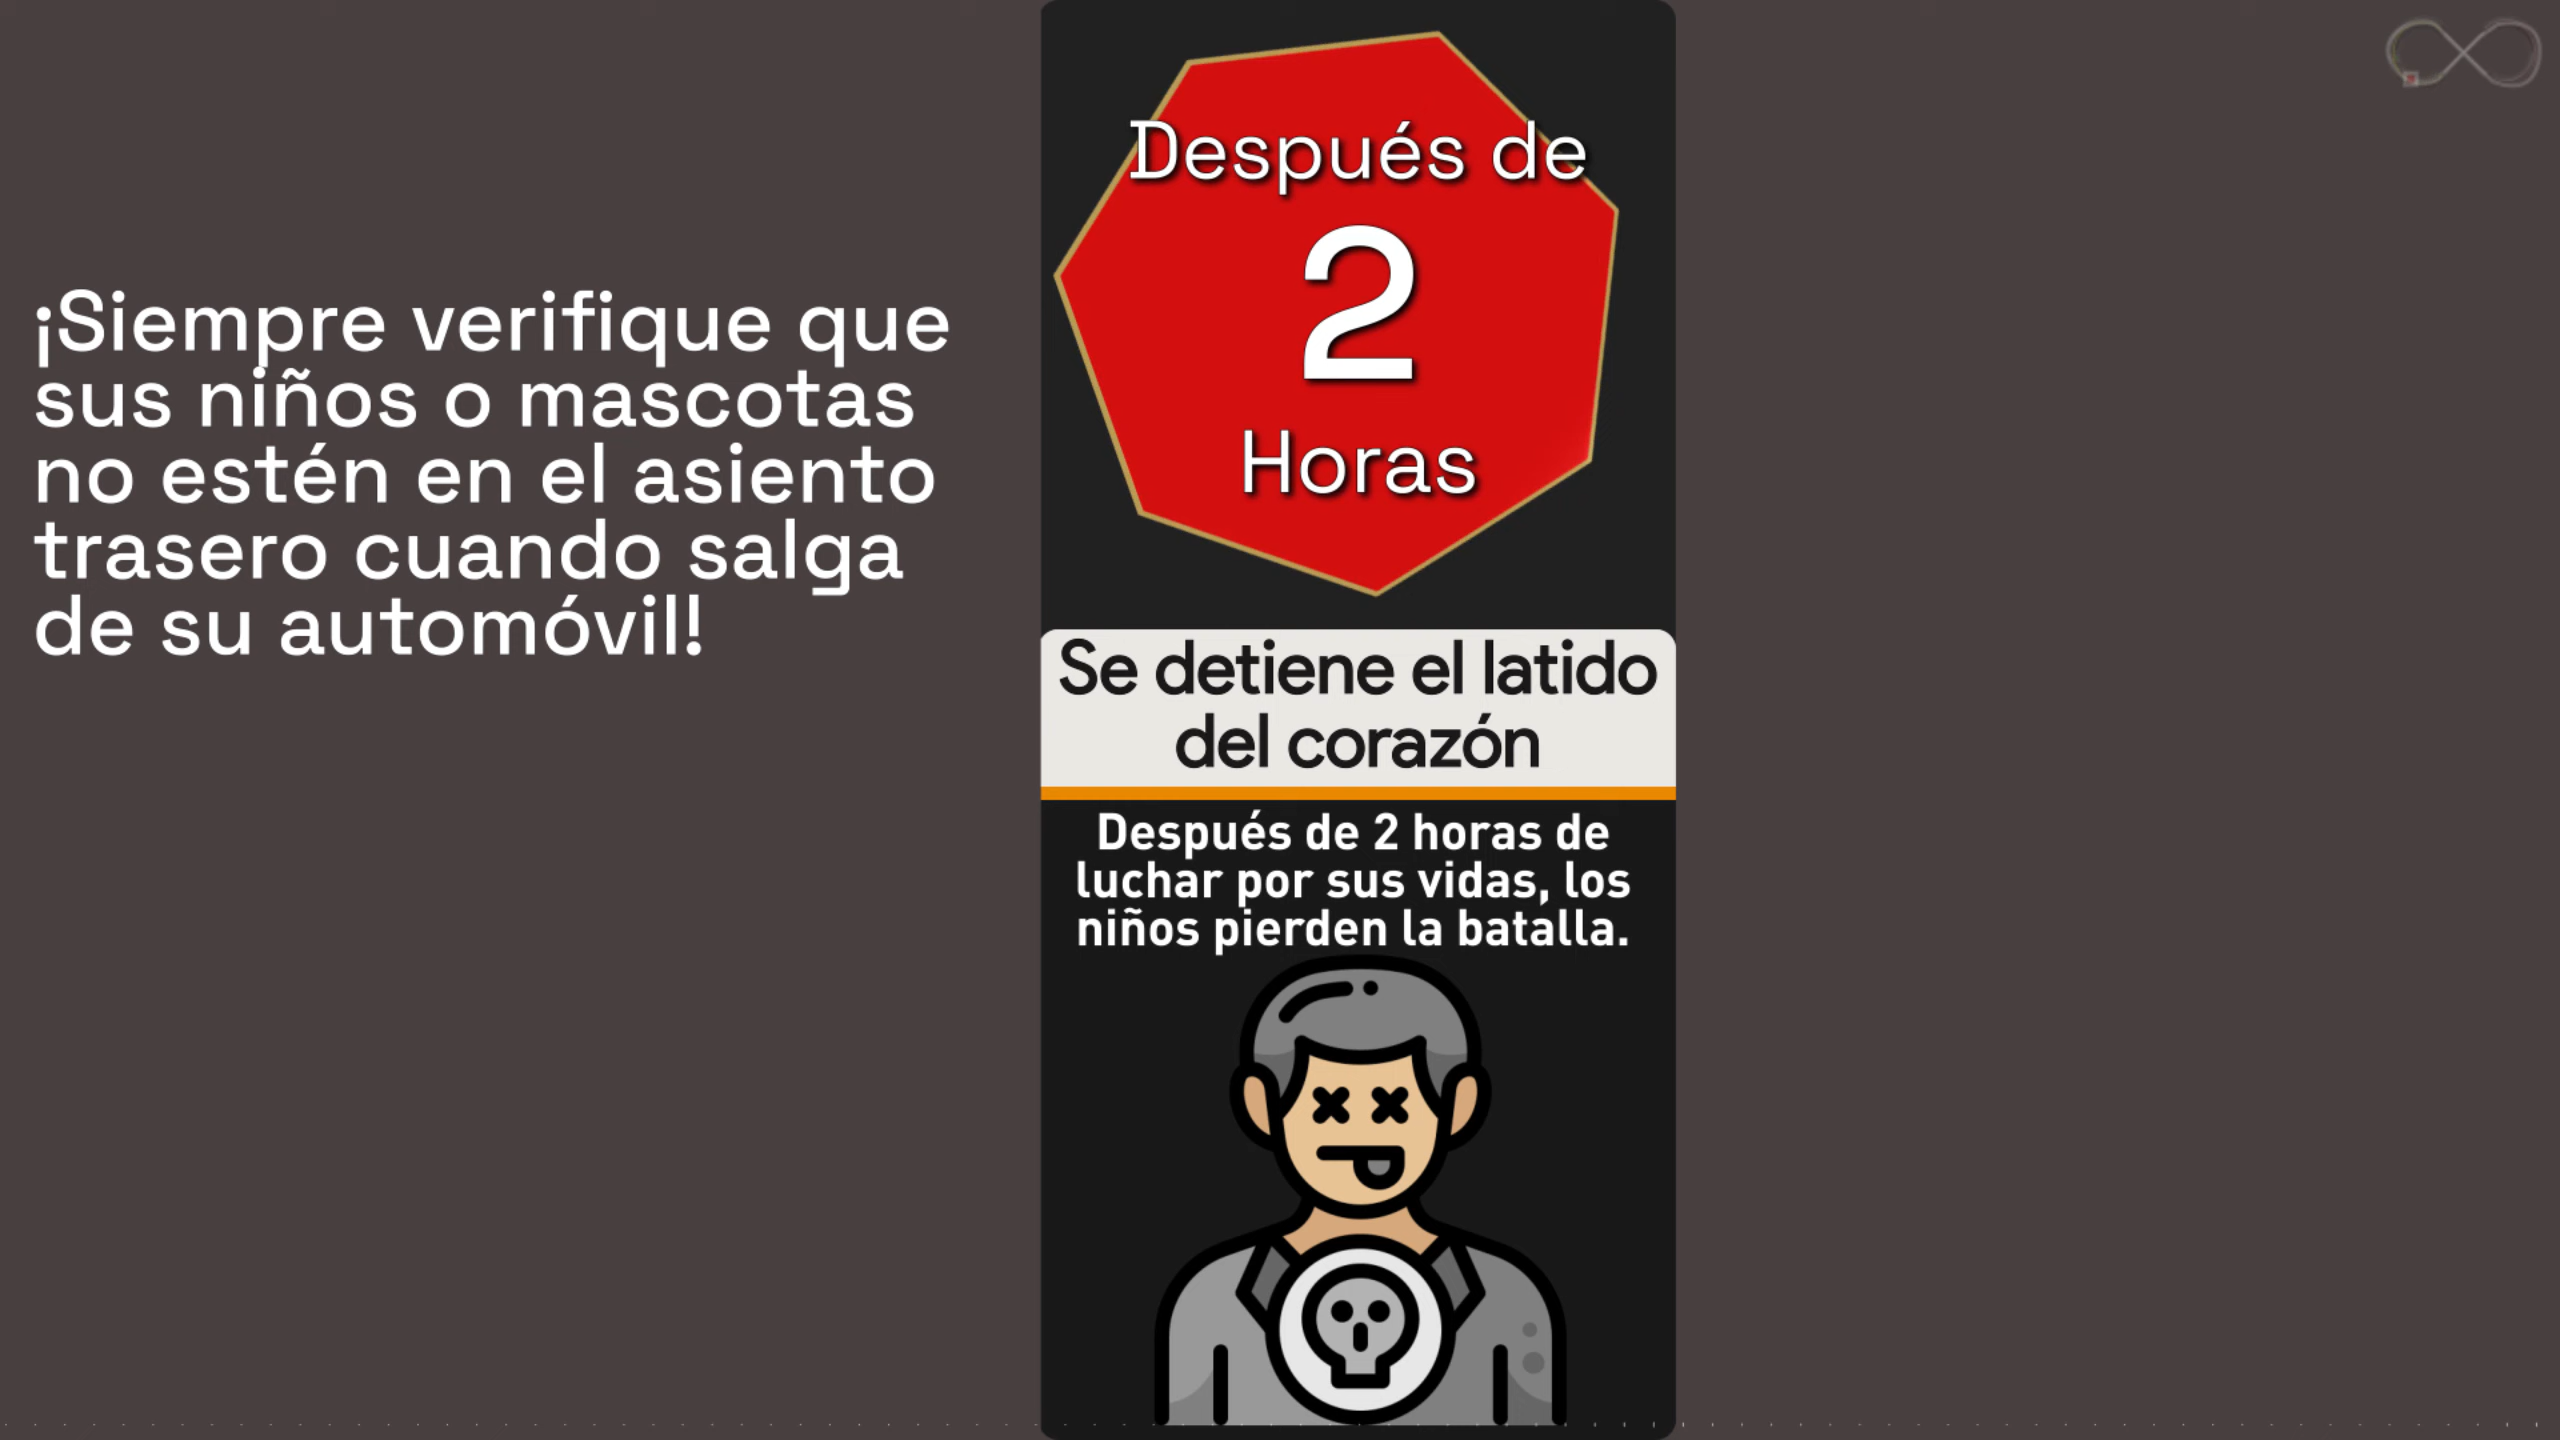 ¡Siempre verifique que
sus niños o mascotas
no estén en el asiento
trasero cuando salga
de su automóvil!
Después de
2
Horas
Se detiene el latido
del corazón
Después de 2 horas de
luchar por sus vidas, los
niños pierden la batalla.